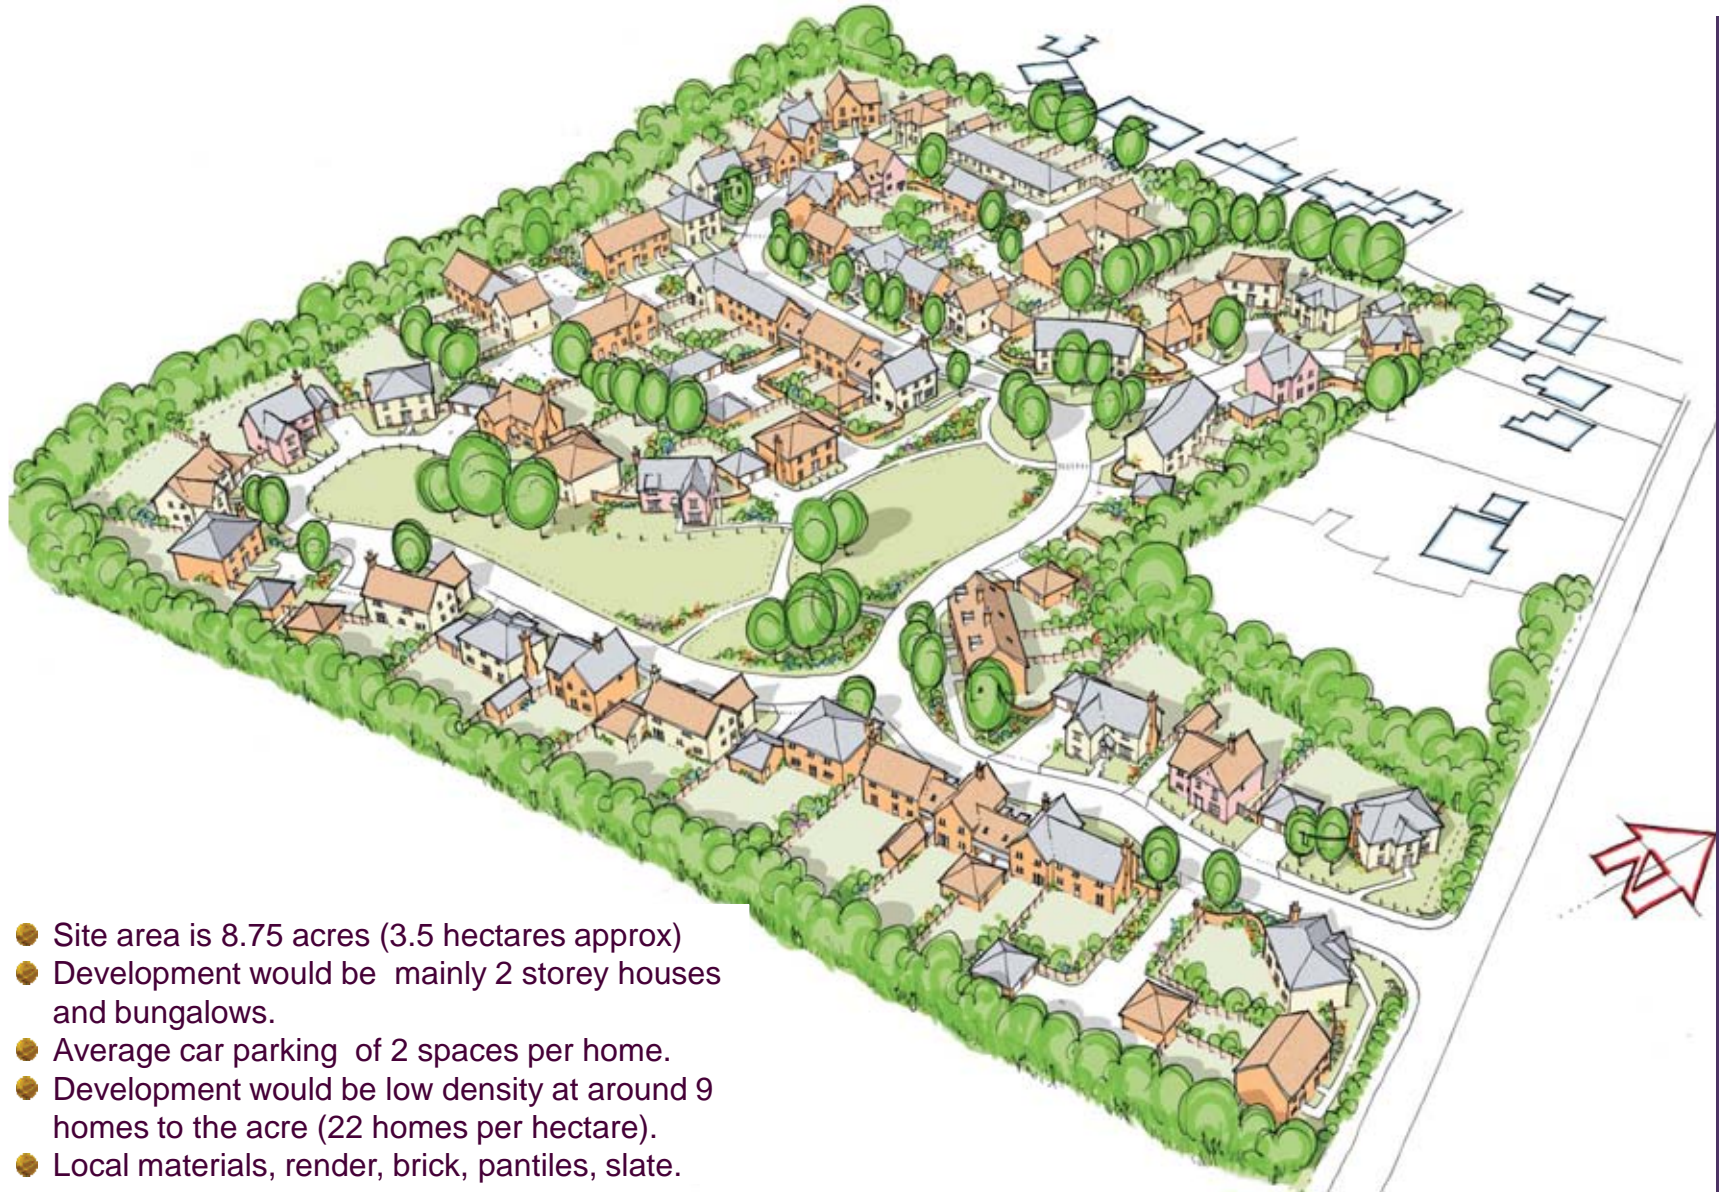 Site area is 8.75 acres (3.5 hectares approx)
Development would be mainly 2 storey houses
and bungalows.
Average car parking of 2 spaces per home.
Development would be low density at around 9
homes to the acre (22 homes per hectare).
Local materials, render, brick, pantiles, slate.